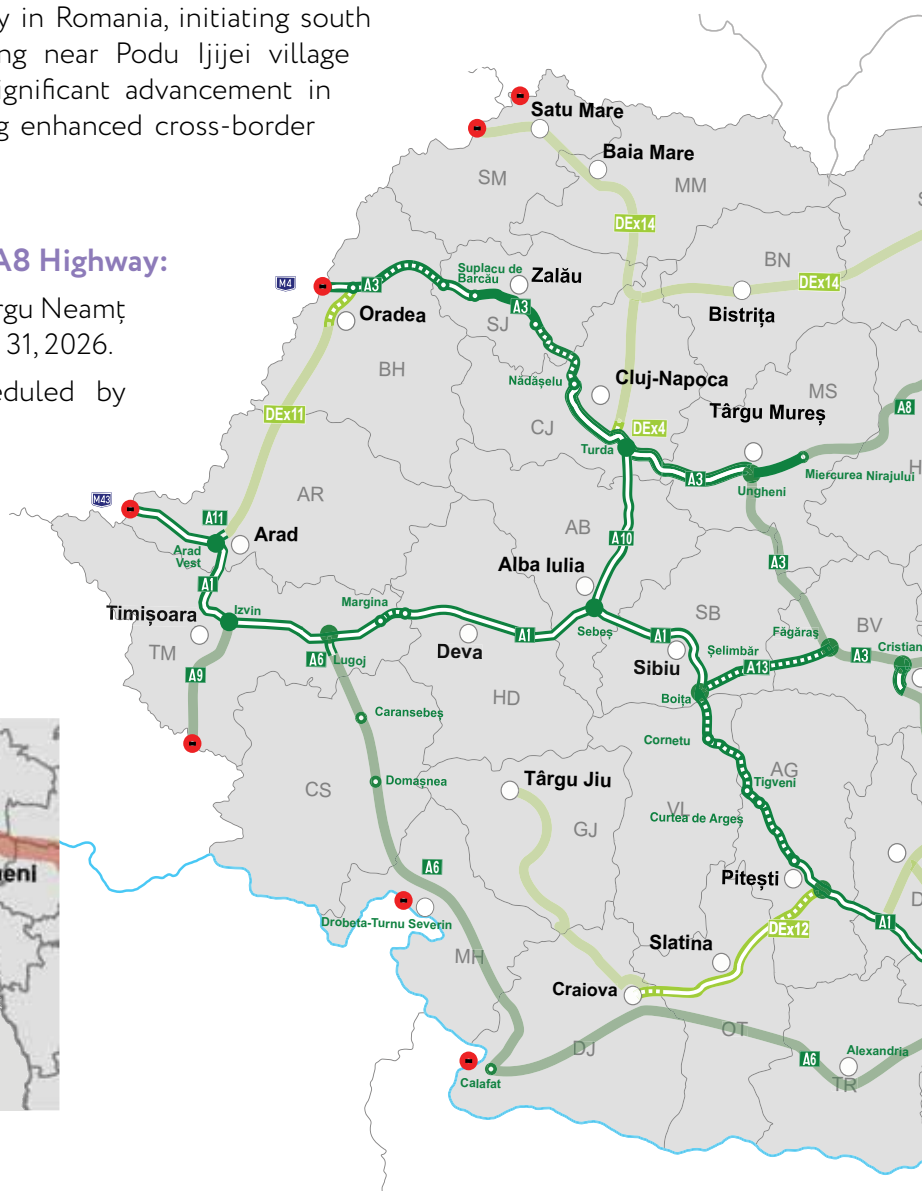 y in Romania, initiating south
ng near Podu Ijijei village
ignificant advancement in
g enhanced cross-border
A8 Highway:
rgu Neamț
31, 2026.
eduled by
Satu Mare
Baia Mare
SM
MM
DEx14
BN
DEx14
M4
A3
Suplacu de
Barcău
Zalău
A3
SJ
Oradea
Bistrița
BH
Nădășelu
Cluj-Napoca
MS
Târgu Mureș
A8
DEx11
CJ
DEx4
Turda
A3
Ungheni
Miercurea Nirajului
H
M43
AR
A11
Arad
Arad
Vest
AB
A10
A3
Alba Iulia
A1
Timișoara
Izvin
Margina
SB
BV
TM
A6
Lugoj
Deva
A1
Sebeș
A1
Sibiu
Șelimbăr
Făgăraș
A3
Cristian
A13
A9
HD
Boița
Caransebeș
Cornetu
AG
Tigveni
Domașnea
CS
Târgu Jiu
GJ
VL
Curtea de Argeș
A6
Pitești
eni
D
Drobeta-Turnu Severin
DEx12
A1
Slatina
MH
Craiova
OT
DJ
A6
Alexandria
TR
Calafat